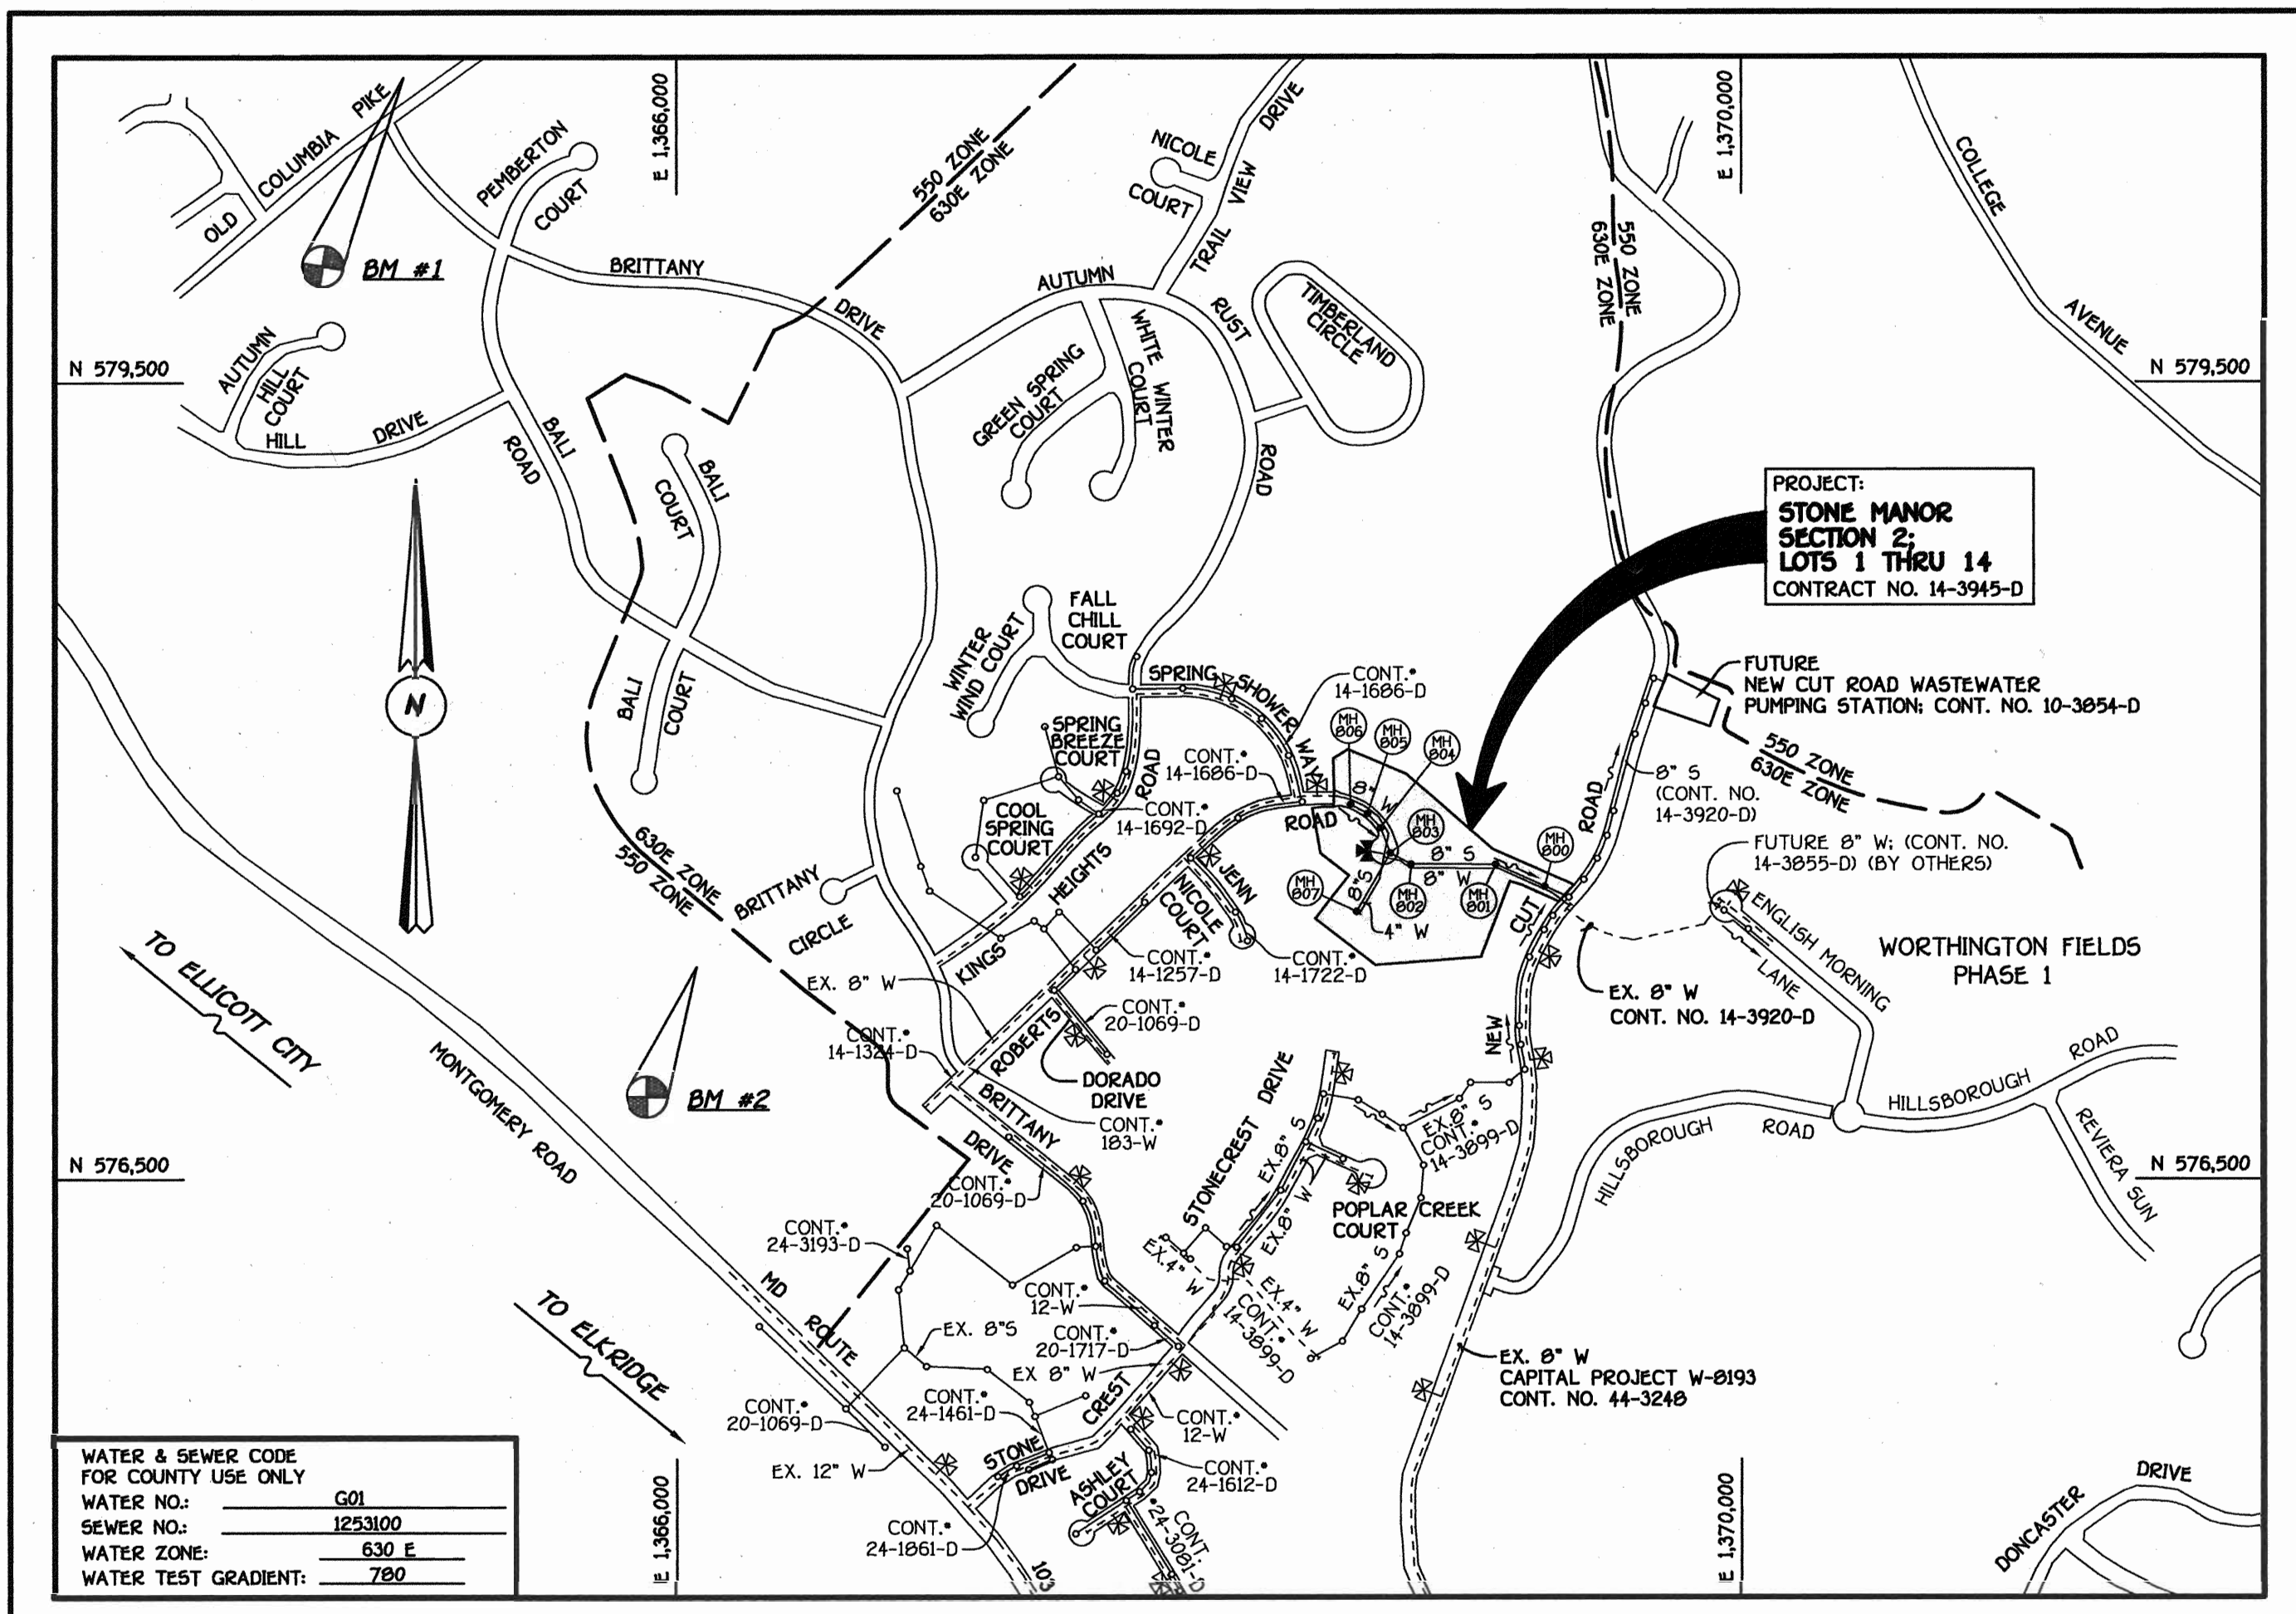 OLD COLUMBIA PIKE
E 1,366,000
E 1,370,000
PEMBERTON
COURT
BM #1
BRITTANY
DRIVE
550 ZONE
630E ZONE
NICOLE
COURT
TRAIL VIEW DRIVE
AUTUMN
RUST
ROAD
TIMBERLAND
CIRCLE
550 ZONE
630E ZONE
COLLEGE
AVENUE
N 579,500
N 579,500
AUTUMN
HILL
COURT
HILL
DRIVE
BALI
ROAD
BALI
COURT
GREEN SPRING
COURT
WHITE WINTER
COURT
PROJECT:
STONE MANOR
SECTION 2;
LOTS 1 THRU 14
CONTRACT NO. 14-3945-D
N
BALI
COURT
WINTER
WIND COURT
FALL
CHILL
COURT
SPRING SHOWER WAY
CONT.#
14-1686-D
FUTURE
NEW CUT ROAD WASTEWATER
PUMPING STATION; CONT. NO. 10-3854-D
550 ZONE
630E ZONE
SPRING
BREEZE
COURT
CONT.#
14-1686-D
MH
806
MH
805
MH
804
8" W
ROAD
MH
803
8" S
8" W
MH
800
MH
807
8"S
4" W
MH
802
MH
801
8" S
(CONT. NO.
14-3920-D)
FUTURE 8" W; (CONT. NO.
14-3855-D) (BY OTHERS)
COOL
SPRING
COURT
CONT.#
14-1692-D
KINGS
HEIGHTS
ROAD
JENN
NICOLE
COURT
NEW
CUT
ROAD
ENGLISH MORNING
LANE
WORTHINGTON FIELDS
PHASE 1
630E ZONE
550 ZONE
BRITTANY
CIRCLE
EX. 8" W
CONT.#
14-1257-D
CONT.#
14-1722-D
EX. 8" W
CONT. NO. 14-3920-D
TO ELLICOTT CITY
CONT.#
14-1324-D
ROBERTS
CONT.#
20-1069-D
DORADO
DRIVE
BM #2
MONTGOMERY ROAD
CONT.#
183-W
BRITTANY
DRIVE
STONECREST DRIVE
EX.8" S
EX.8" S
CONT.#
14-3899-D
HILLSBOROUGH
ROAD
HILLSBOROUGH
ROAD
REVIERA SUN
N 576,500
N 576,500
CONT.#
20-1069-D
EX.8" W
POPLAR CREEK
COURT
CONT.#
24-3193-D
EX.4" W
EX.4" W
CONT.#
14-3899-D
EX.8" S
CONT.#
14-3899-D
MD
ROUTE
103
CONT.#
12-W
CONT.#
20-1717-D
EX. 8"S
EX 8" W
TO ELKRIDGE
EX. 8" W
CAPITAL PROJECT W-8193
CONT. NO. 44-3248
CONT.#
20-1069-D
CONT.#
24-1461-D
STONE
CREST
DRIVE
CONT.#
12-W
EX. 12" W
ASHLEY
COURT
CONT.#
24-1612-D
CONT.#
24-1861-D
CONT.
#24-3081-D
DONCASTER
DRIVE
E 1,366,000
E 1,370,000
WATER & SEWER CODE
FOR COUNTY USE ONLY
WATER NO.: G01
SEWER NO.: 1253100
WATER ZONE: 630 E
WATER TEST GRADIENT: 780